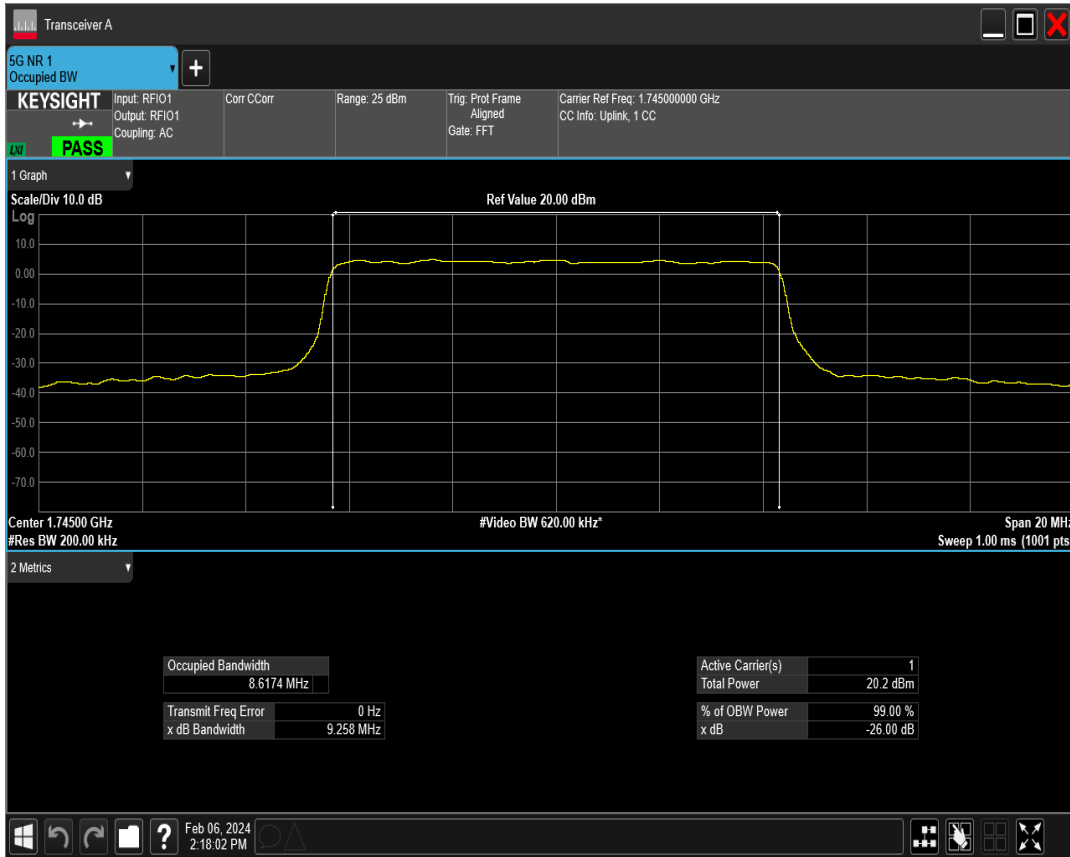 Transceiver A
5G NR 1
Occupied BW
KEYSIGHT
LXI
PASS
Input: RFIO1
Output: RFIO1
Coupling: AC
Corr CCorr
Range: 25 dBm
Trig: Prot Frame
Aligned
Gate: FFT
Carrier Ref Freq: 1.745000000 GHz
CC Info: Uplink, 1 CC
1 Graph
Scale/Div 10.0 dB
Ref Value 20.00 dBm
Log
10.0
0.00
-10.0
-20.0
-30.0
-40.0
-50.0
-60.0
-70.0
Center 1.74500 GHz
#Video BW 620.00 kHz*
Span 20 MHz
#Res BW 200.00 kHz
Sweep 1.00 ms (1001 pts
2 Metrics
Occupied Bandwidth
8.6174 MHz
Transmit Freq Error 0 Hz
x dB Bandwidth 9.258 MHz
Active Carrier(s) 1
Total Power 20.2 dBm
% of OBW Power 99.00 %
x dB -26.00 dB
?
Feb 06, 2024
2:18:02 PM